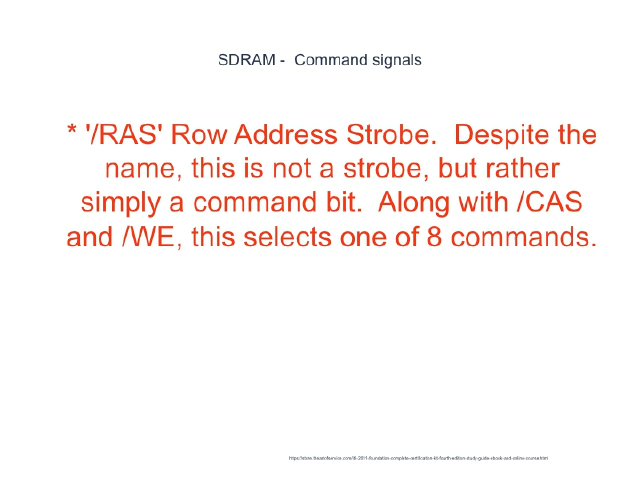 SDRAM -  Command signals
* '/RAS' Row Address Strobe.  Despite the
name, this is not a strobe, but rather
simply a command bit.  Along with /CAS
and /WE, this selects one of 8 commands.